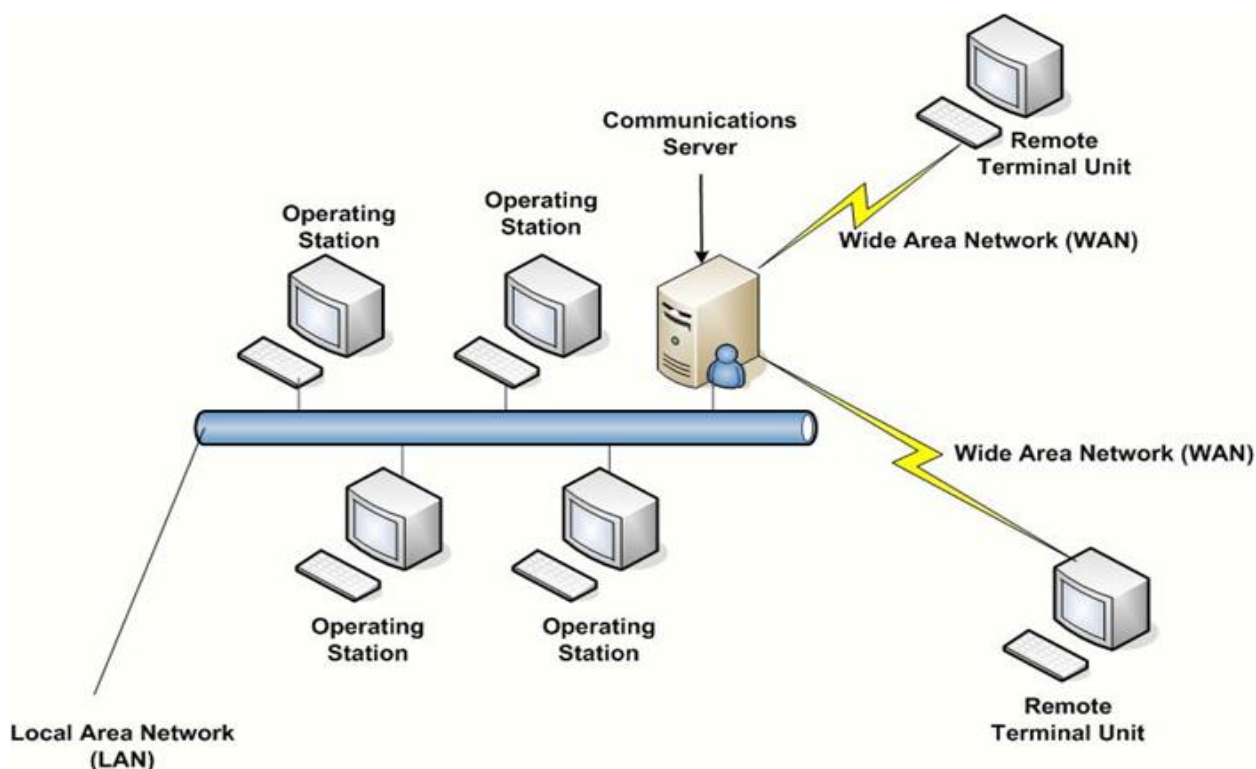 Remote
Terminal Unit
Communications
Server
Operating
Station
Operating
Station
Wide Area Network (WAN)
Wide Area Network (WAN)
Operating
Station
Operating
Station
Remote
Terminal Unit
Local Area Network
(LAN)